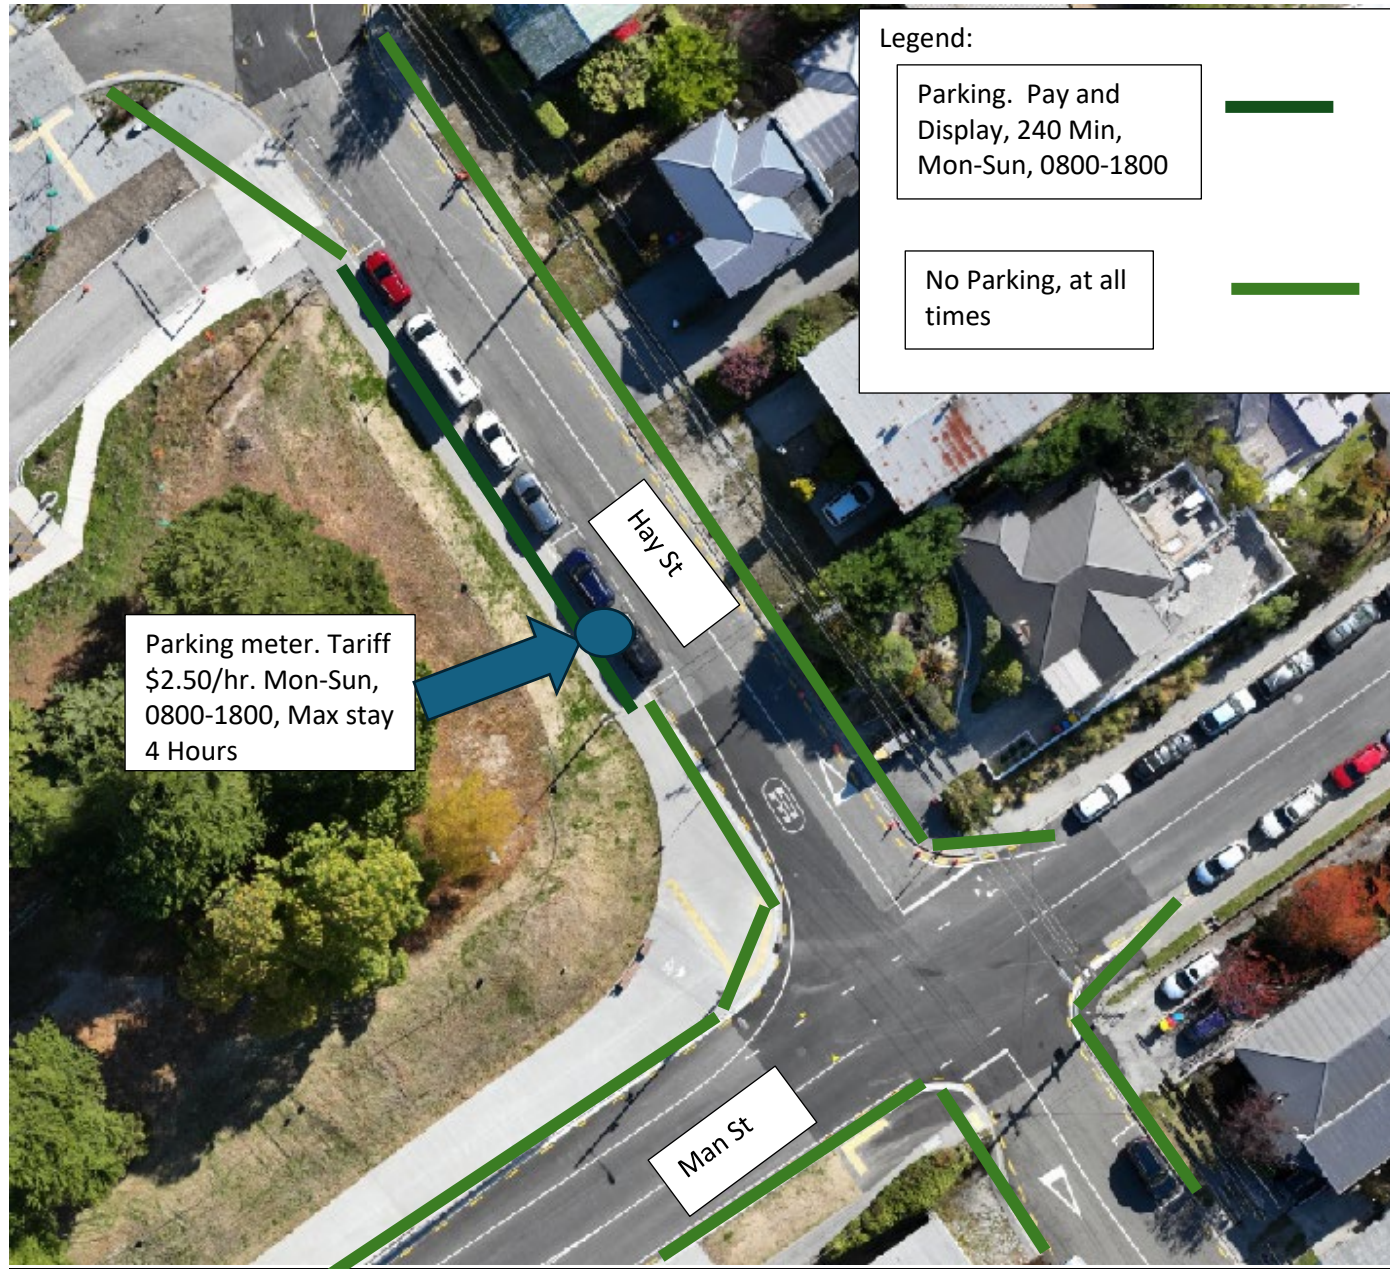 Legend:
Parking.  Pay and
Display, 240 Min,
Mon-Sun, 0800-1800
No Parking, at all
times
Hay St
Parking meter. Tariff
$2.50/hr. Mon-Sun,
0800-1800, Max stay
4 Hours
Man St